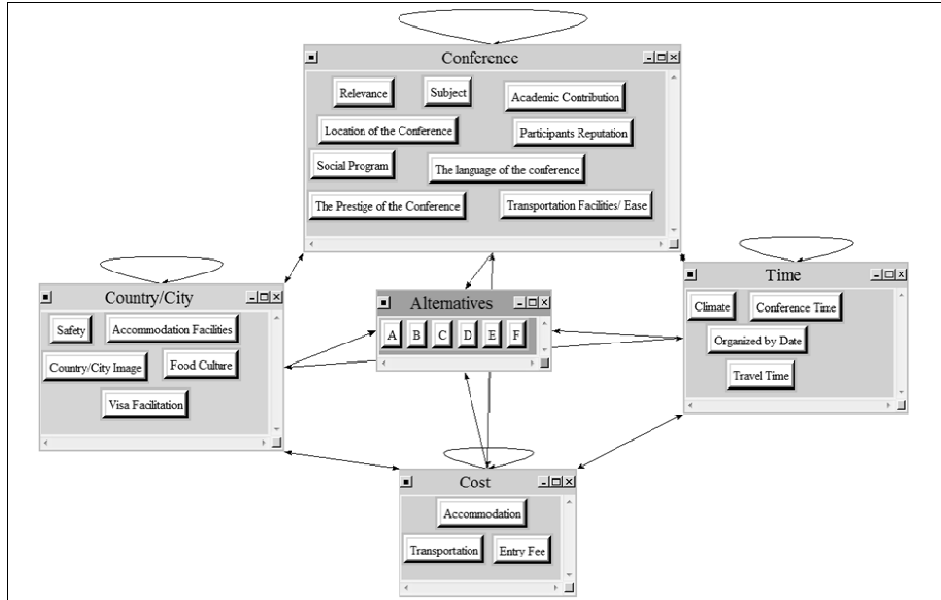 Conference
Relevance
Subject
Academic Contribution
Location of the Conference
Participants Reputation
Social Program
The language of the conference
The Prestige of the Conference
Transportation Facilities/ Ease
Country/City
Safety
Accommodation Facilities
Country/City Image
Food Culture
Visa Facilitation
Alternatives
A B C D E F
Time
Climate
Conference Time
Organized by Date
Travel Time
Cost
Accommodation
Transportation
Entry Fee